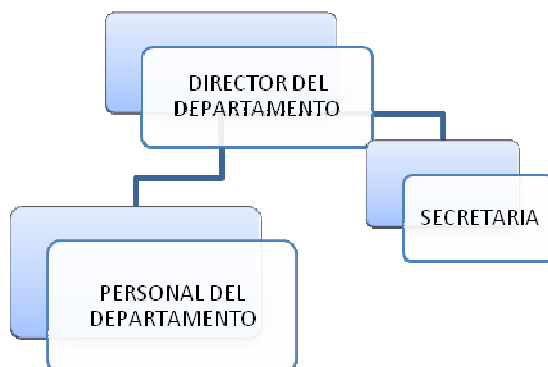 DIRECTOR DEL
DEPARTAMENTO
SECRETARIA
PERSONAL DEL
DEPARTAMENTO